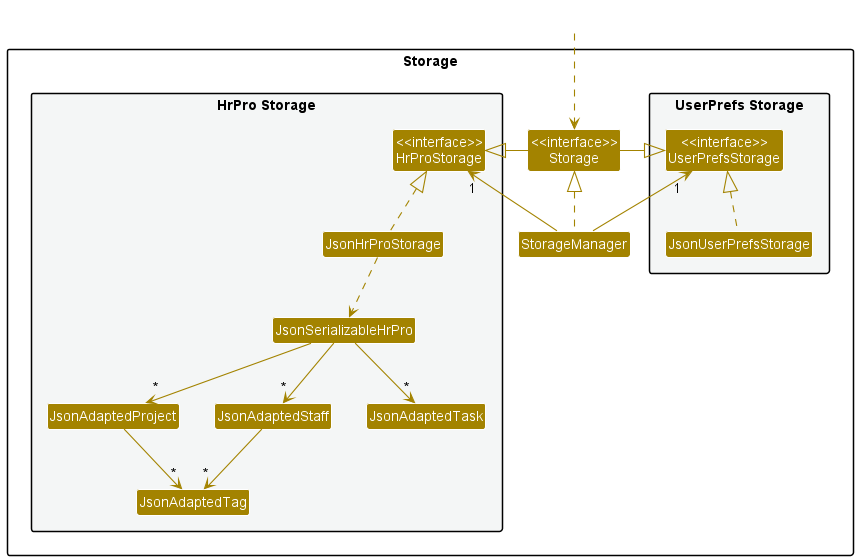 Storage
HrPro Storage
UserPrefs Storage
<<interface>>
HrProStorage
<<interface>>
Storage
<<interface>>
UserPrefsStorage
1
1
JsonHrProStorage
StorageManager
JsonUserPrefsStorage
JsonSerializableHrPro
*
*
*
JsonAdaptedProject
JsonAdaptedStaff
JsonAdaptedTask
*
*
JsonAdaptedTag